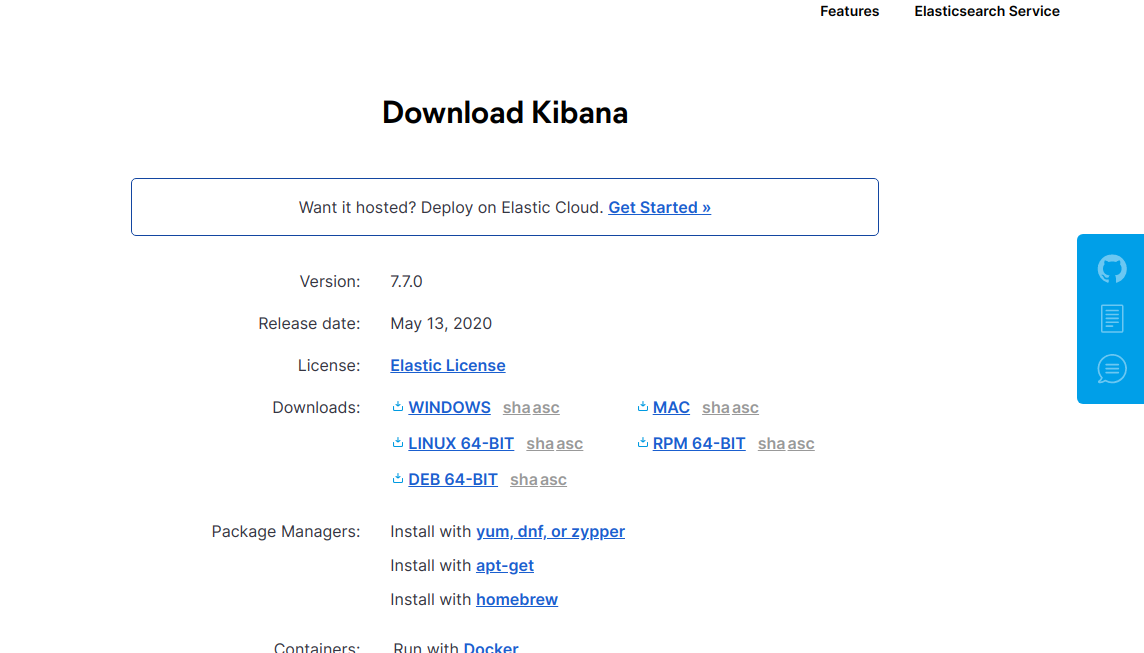 Features Elasticsearch Service
Download Kibana
Want it hosted? Deploy on Elastic Cloud. Get Started »
Version: 7.7.0
Release date: May 13, 2020
License: Elastic License
Downloads: WINDOWS sha asc MAC sha asc
LINUX 64-BIT sha asc RPM 64-BIT sha asc
DEB 64-BIT sha asc
Package Managers: Install with yum, dnf, or zypper
Install with apt-get
Install with homebrew
Containers: Run with Docker